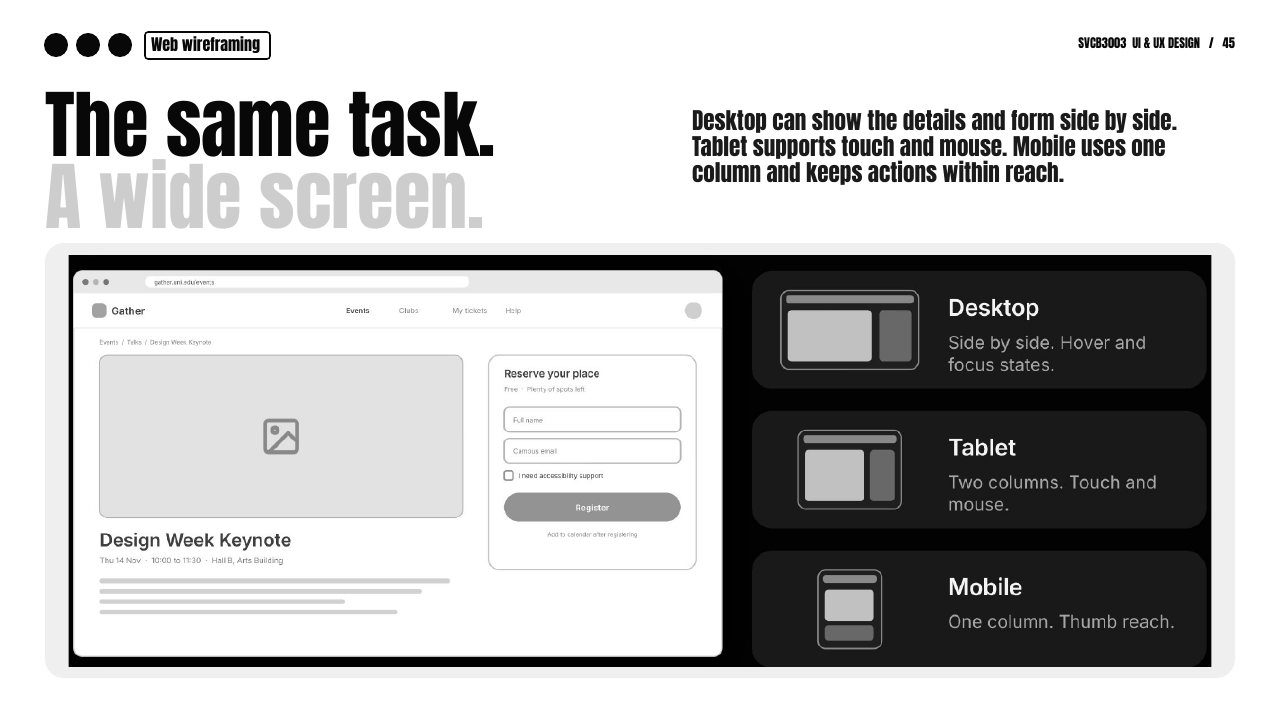 Web wireframing
SVCB3003 UI & UX DESIGN / 45
The same task.
A wide screen.
Desktop can show the details and form side by side.
Tablet supports touch and mouse. Mobile uses one
column and keeps actions within reach.
gather.uni.edu/events
Gather
Events Clubs My tickets Help
Events / Talks / Design Week Keynote
Reserve your place
Free · Plenty of spots left
Full name
Campus email
I need accessibility support
Register
Add to calendar after registering
Design Week Keynote
Thu 14 Nov · 10:00 to 11:30 · Hall B, Arts Building
Desktop
Side by side. Hover and
focus states.
Tablet
Two columns. Touch and
mouse.
Mobile
One column. Thumb reach.